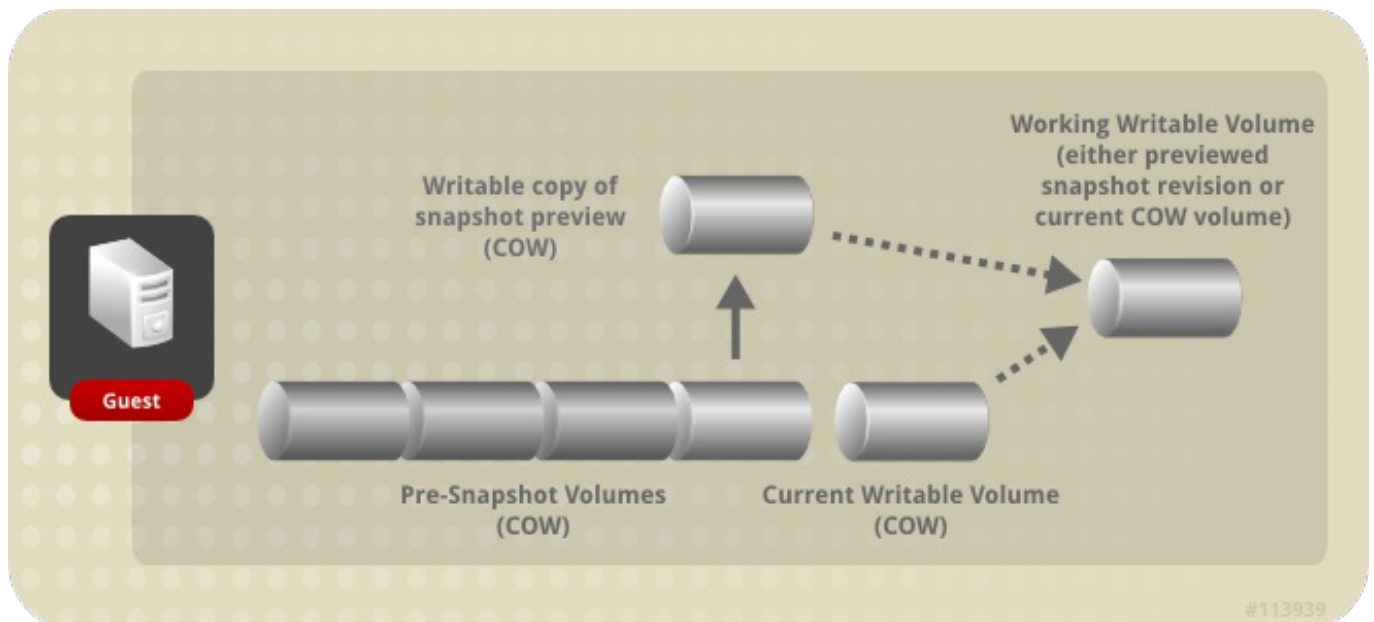 Working Writable Volume
(either previewed
snapshot revision or
current COW volume)
Writable copy of
snapshot preview
(COW)
Guest
Pre-Snapshot Volumes
(COW)
Current Writable Volume
(COW)
#113939